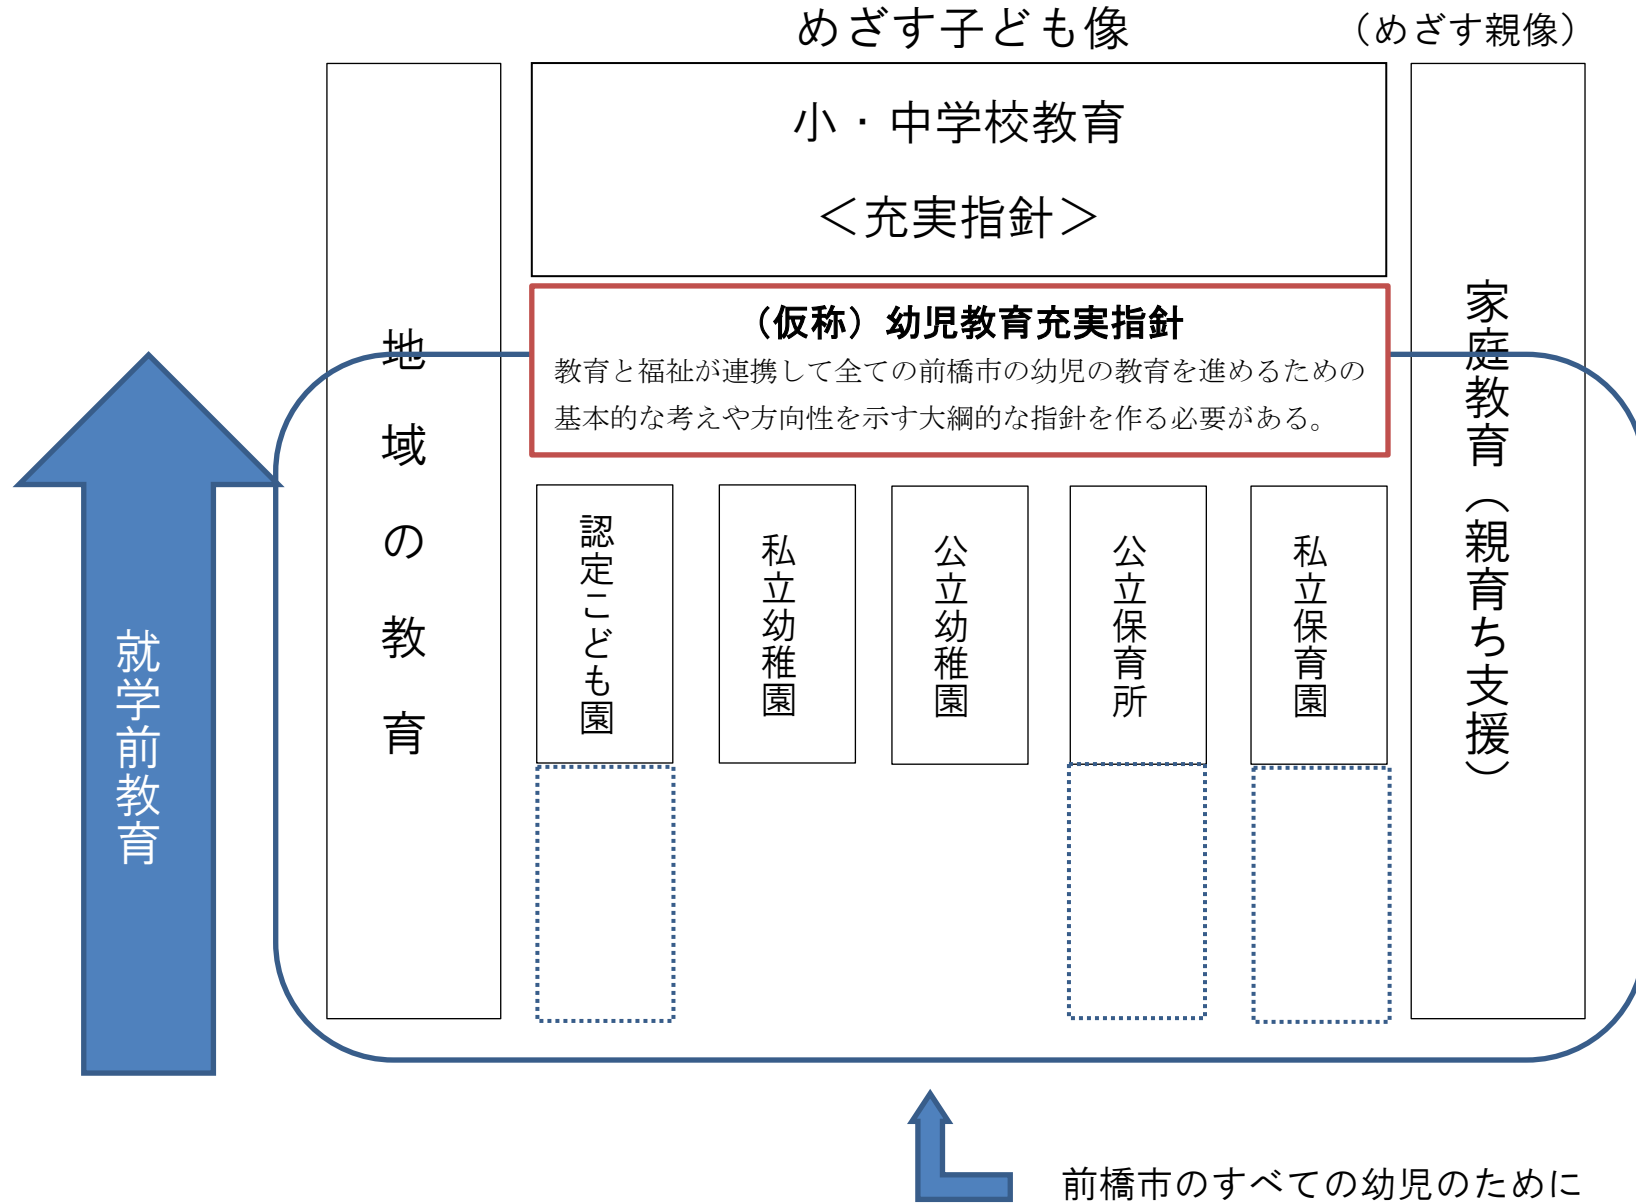 めざす子ども像
（めざす親像）
小・中学校教育
＜充実指針＞
（仮称）幼児教育充実指針
教育と福祉が連携して全ての前橋市の幼児の教育を進めるための
基本的な考えや方向性を示す大綱的な指針を作る必要がある。
就学前教育
地域の教育
認定こども園
私立幼稚園
公立幼稚園
公立保育所
私立保育園
家庭教育（親育ち支援）
前橋市のすべての幼児のために